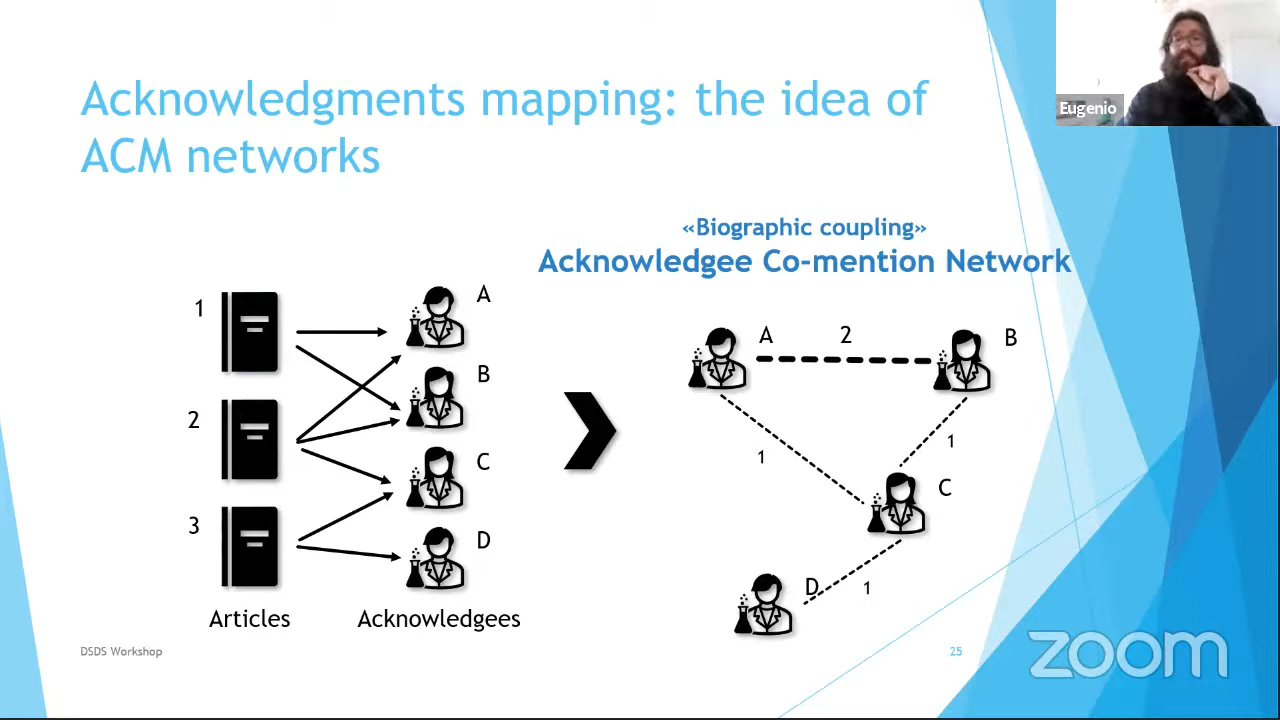 Acknowledgments mapping: the idea of
ACM networks
Eugenio
«Biographic coupling»
Acknowledgee Co-mention Network
1
A
B
2
C
3
D
Articles
Acknowledgees
A
2
B
1
1
C
D
1
DSDS Workshop
25
zoom